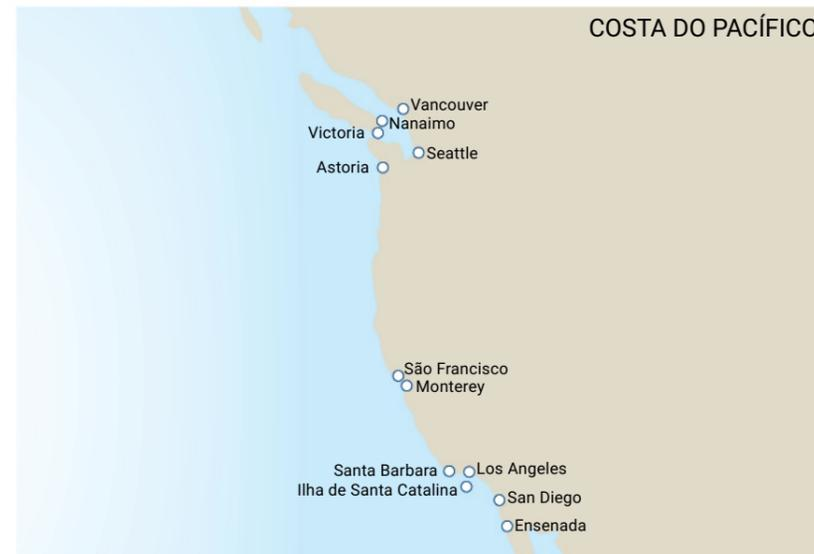 COSTA DO PACÍFICO
Vancouver
Nanaimo
Victoria
Seattle
Astoria
São Francisco
Monterey
Santa Barbara
Los Angeles
Ilha de Santa Catalina
San Diego
Ensenada